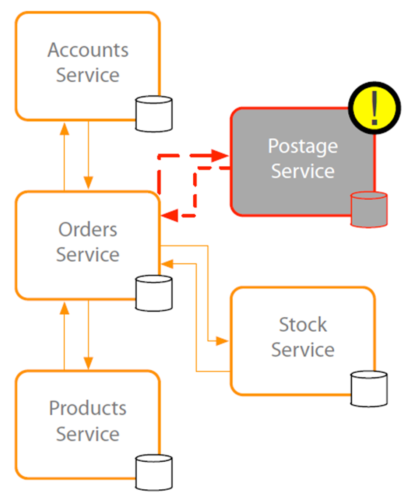 Accounts
Service
!
Postage
Service
Orders
Service
Stock
Service
Products
Service